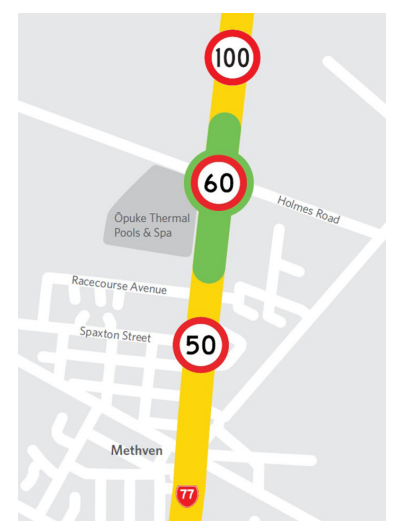 100
60
Holmes Road
Ōpuke Thermal
Pools & Spa
Racecourse Avenue
Spaxton Street
50
Methven
77